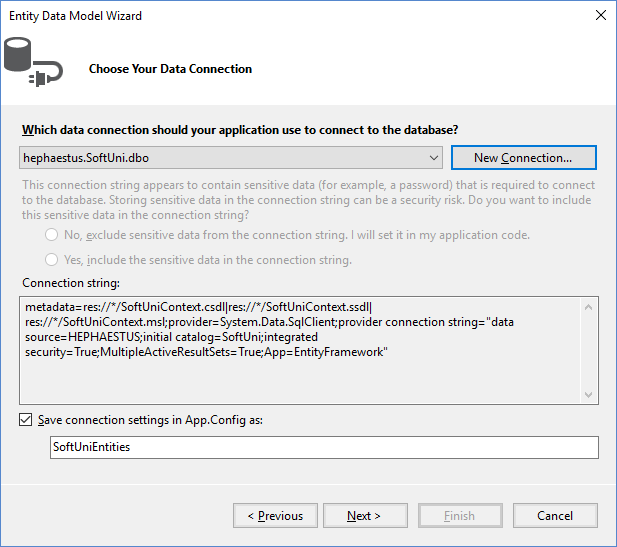 Entity Data Model Wizard
Choose Your Data Connection
Which data connection should your application use to connect to the database?
hephaestus.SoftUni.dbo
New Connection...
This connection string appears to contain sensitive data (for example, a password) that is required to connect
to the database. Storing sensitive data in the connection string can be a security risk. Do you want to include
this sensitive data in the connection string?
No, exclude sensitive data from the connection string. I will set it in my application code.
Yes, include the sensitive data in the connection string.
Connection string:
metadata=res://*/SoftUniContext.csdl|res://*/SoftUniContext.ssdl|
res://*/SoftUniContext.msl;provider=System.Data.SqlClient;provider connection string="data
source=HEPHAESTUS;initial catalog=SoftUni;integrated
security=True;MultipleActiveResultSets=True;App=EntityFramework"
Save connection settings in App.Config as:
SoftUniEntities
< Previous
Next >
Finish
Cancel